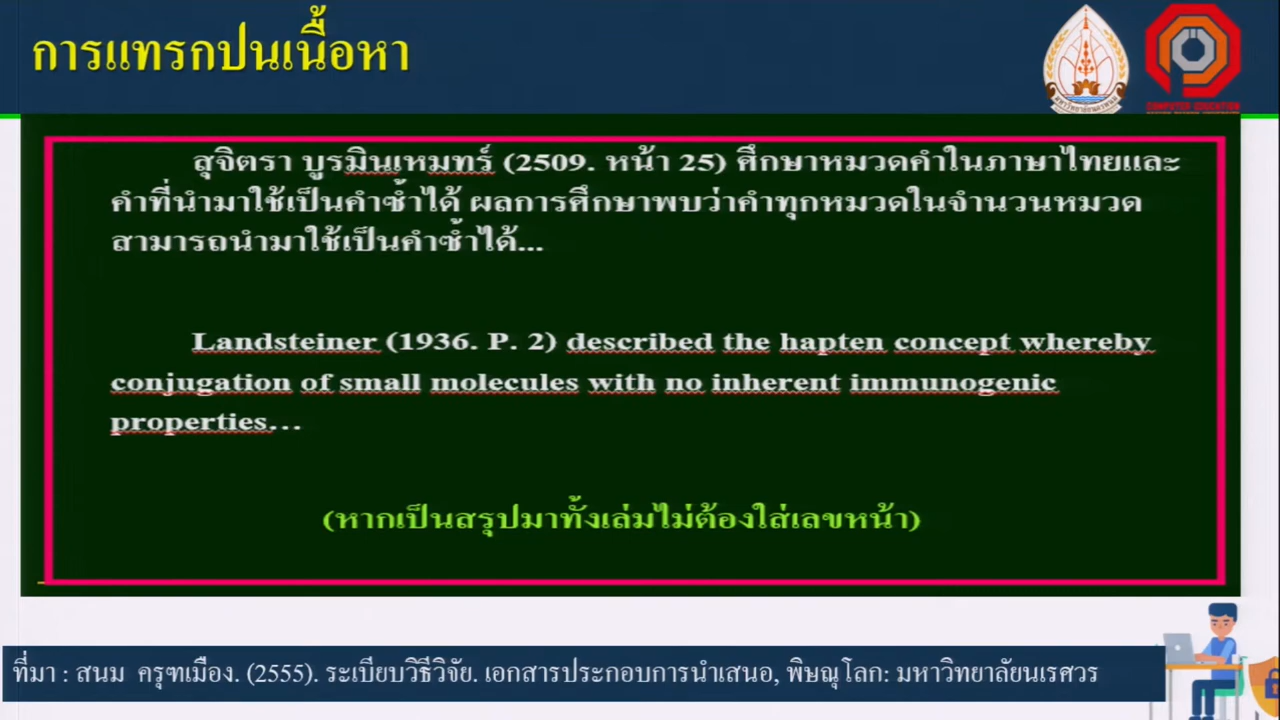 การแทรกปนเนื้อหา
สุจิตรา บูรมินเหมทร์ (2509. หน้า 25) ศึกษาหมวดคำในภาษาไทยและ
คำที่นำมาใช้เป็นคำซ้ำได้ ผลการศึกษาพบว่าคำทุกหมวดในจำนวนหมวด
สามารถนำมาใช้เป็นคำซ้ำได้...
Landsteiner (1936. P. 2) described the hapten concept whereby
conjugation of small molecules with no inherent immunogenic
properties...
(หากเป็นสรุปมาทั้งเล่มไม่ต้องใส่เลขหน้า)
ที่มา : สนม ครุฑเมือง. (2555). ระเบียบวิธีวิจัย. เอกสารประกอบการนำเสนอ, พิษณุโลก: มหาวิทยาลัยนเรศวร